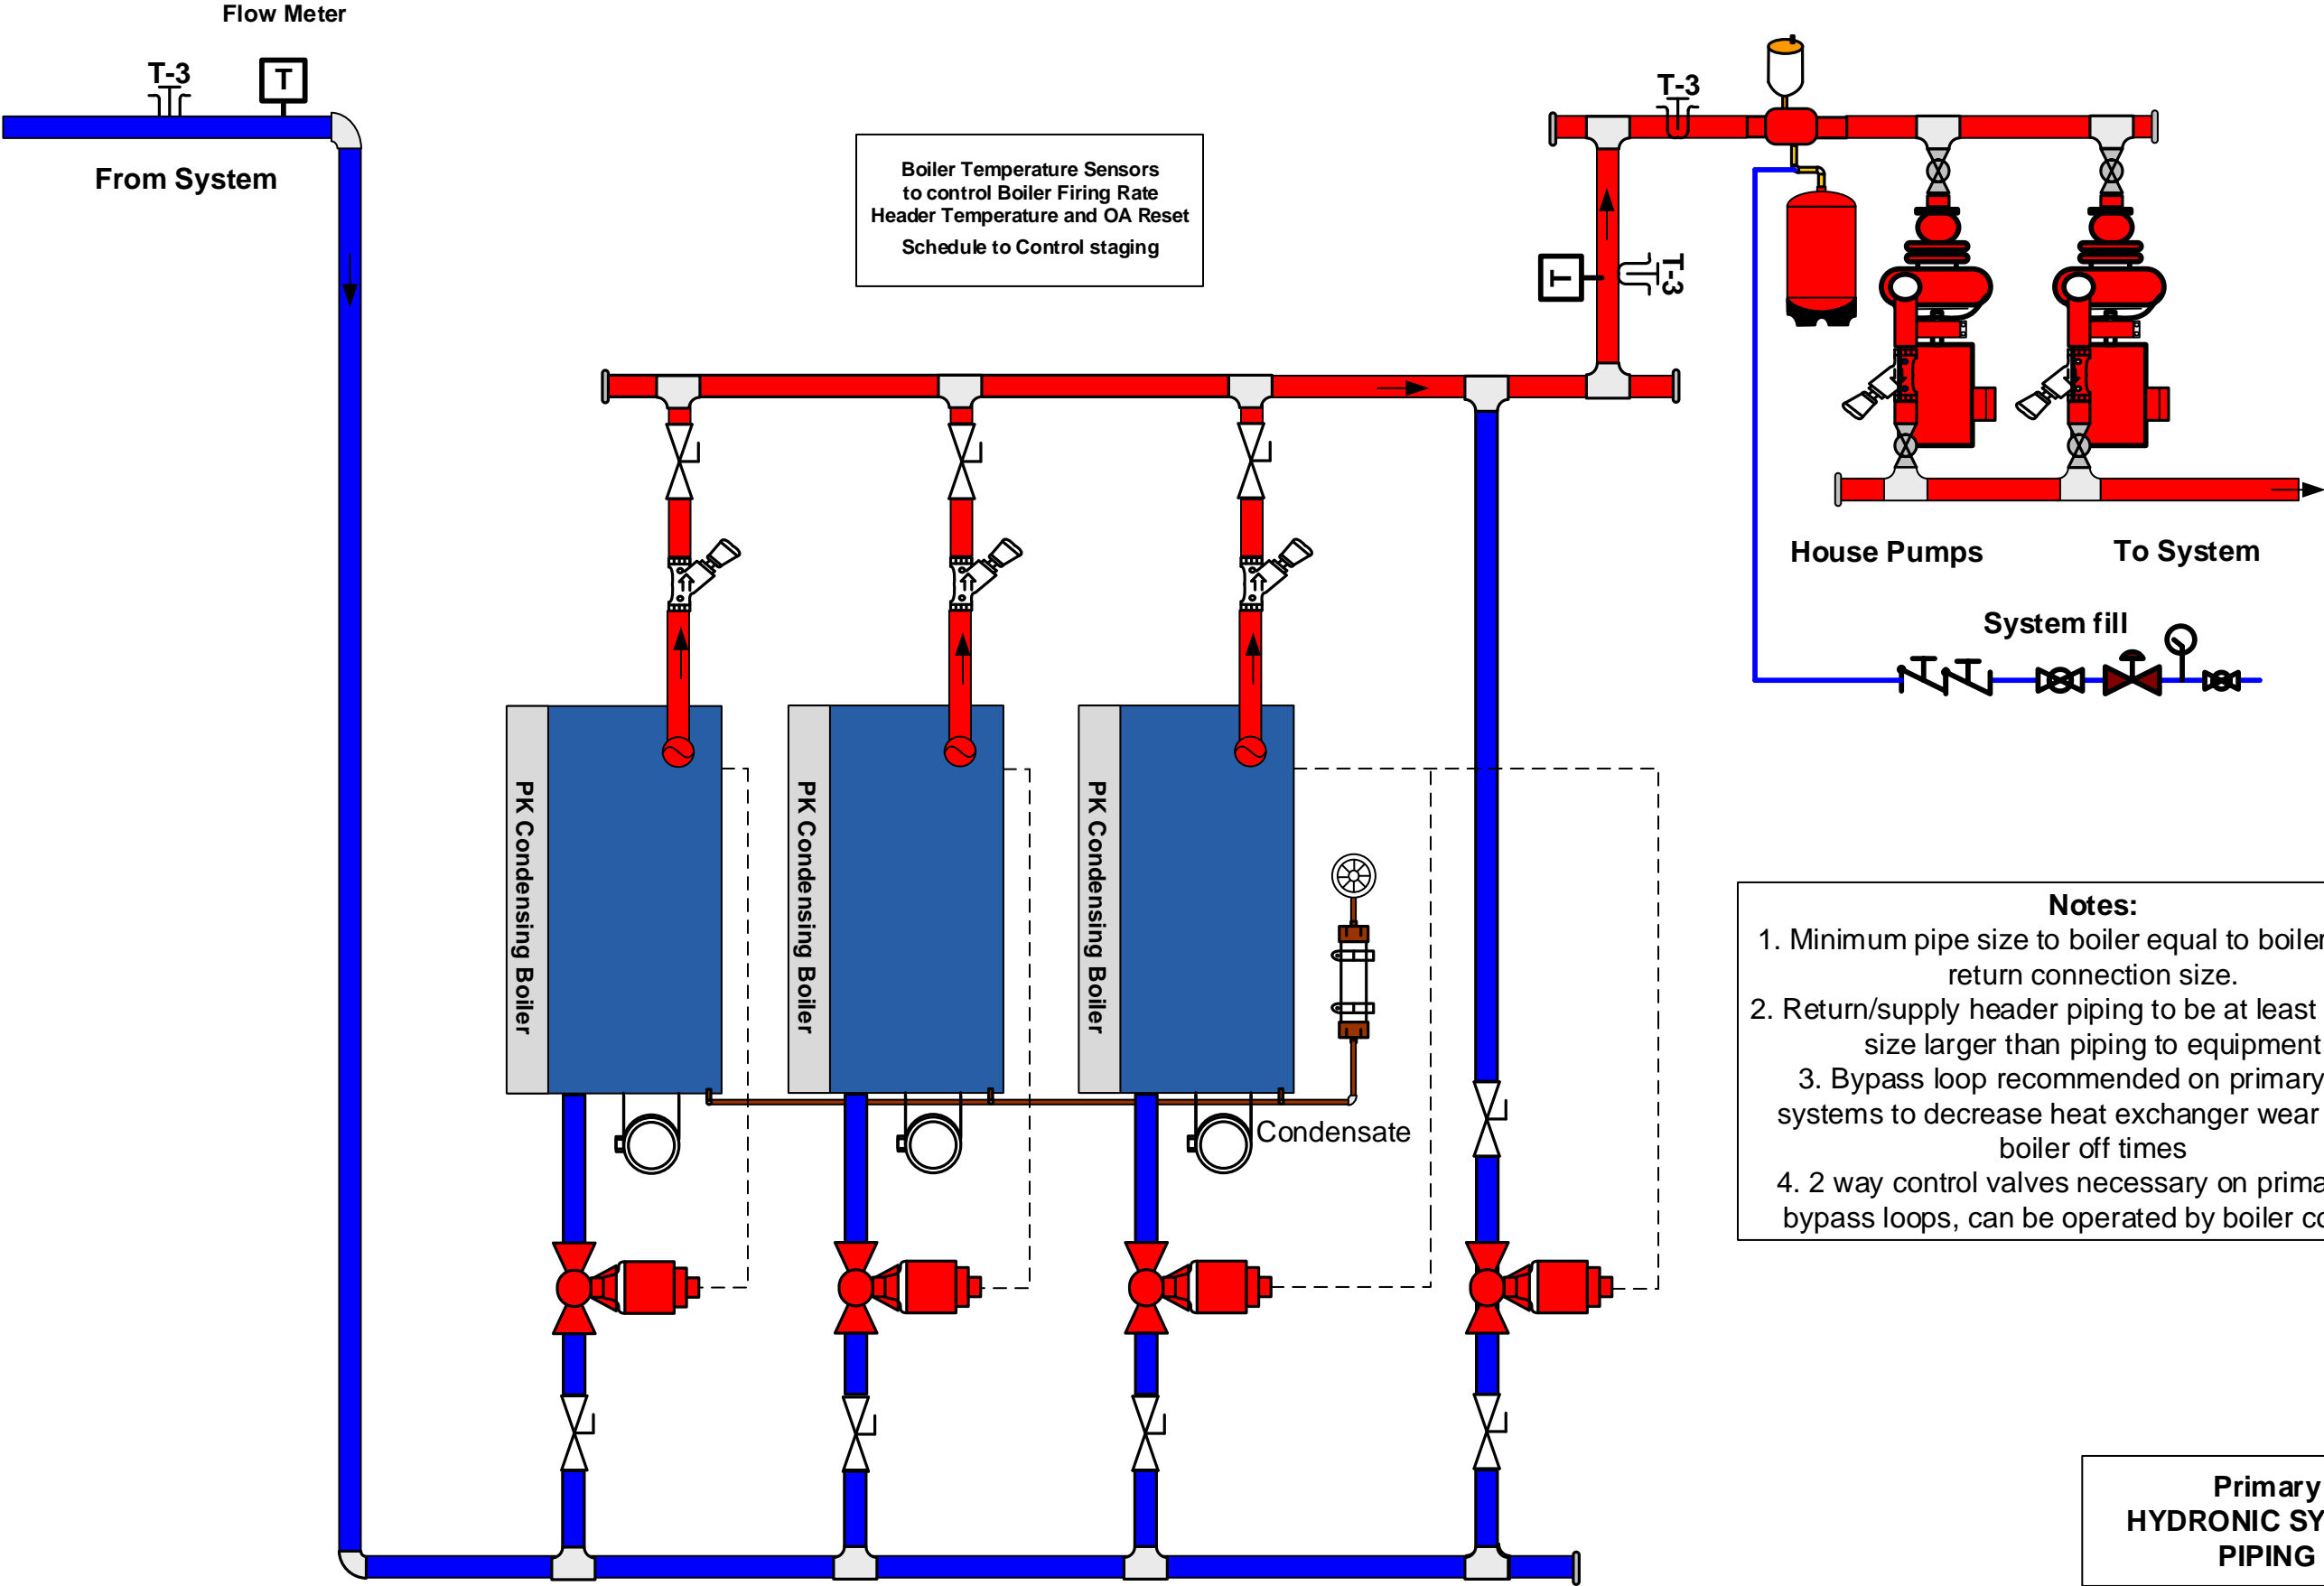 Flow Meter
T-3
T
From System
Boiler Temperature Sensors
to control Boiler Firing Rate
Header Temperature and OA Reset
Schedule to Control staging
T-3
T
T-3
House Pumps
To System
System fill
PK Condensing Boiler
PK Condensing Boiler
PK Condensing Boiler
Condensate
Notes:
1. Minimum pipe size to boiler equal to boiler
return connection size.
2. Return/supply header piping to be at least
size larger than piping to equipment
3. Bypass loop recommended on primary
systems to decrease heat exchanger wear
boiler off times
4. 2 way control valves necessary on prima
bypass loops, can be operated by boiler co
Primary
HYDRONIC SY
PIPING